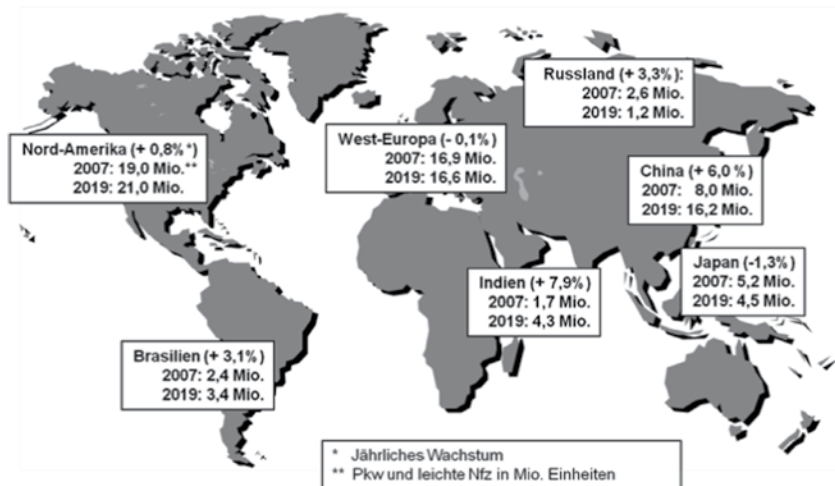 Russland (+ 3,3%):
2007: 2,6 Mio.
2019: 1,2 Mio.
Nord-Amerika (+ 0,8%*)
2007: 19,0 Mio.**
2019: 21,0 Mio.
West-Europa (- 0,1%)
2007: 16,9 Mio.
2019: 16,6 Mio.
China (+ 6,0 %)
2007: 8,0 Mio.
2019: 16,2 Mio.
Indien (+ 7,9%)
2007: 1,7 Mio.
2019: 4,3 Mio.
Japan (-1,3%)
2007: 5,2 Mio.
2019: 4,5 Mio.
Brasilien (+ 3,1%)
2007: 2,4 Mio.
2019: 3,4 Mio.
* Jährliches Wachstum
** Pkw und leichte Nfz in Mio. Einheiten